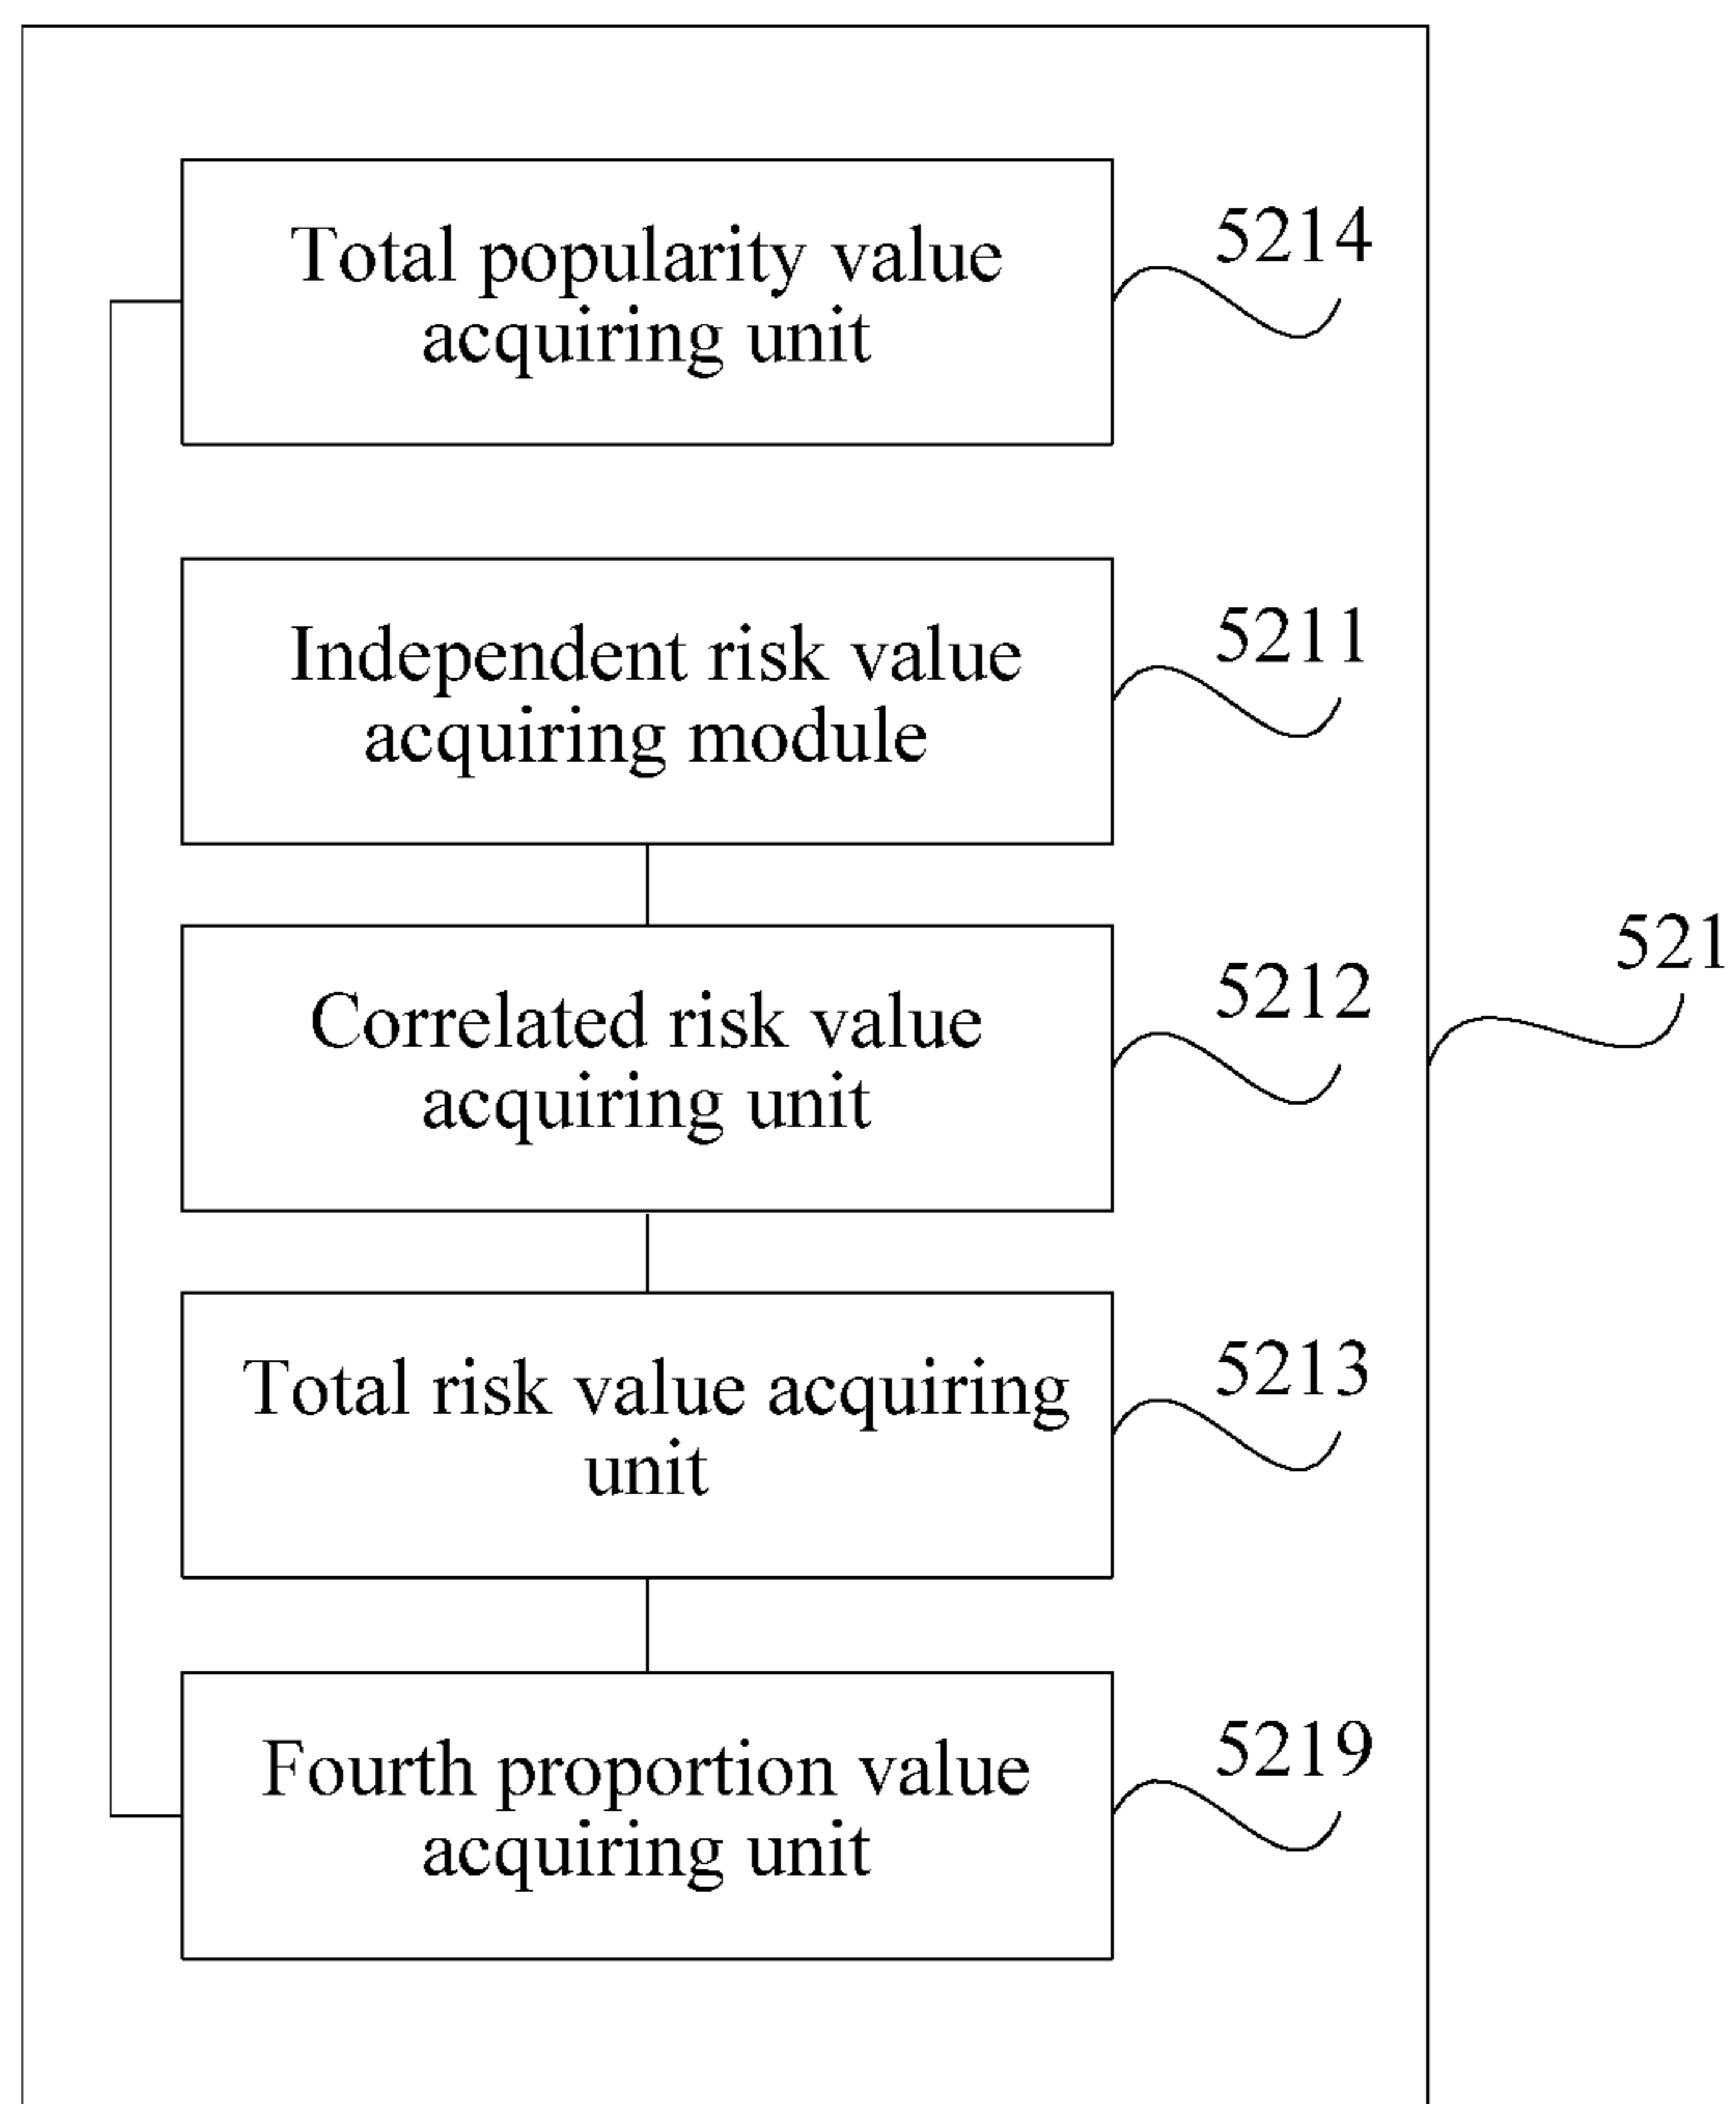 Total popularity value
acquiring unit
5214
Independent risk value
acquiring module
5211
521
Correlated risk value
acquiring unit
5212
Total risk value acquiring
unit
5213
Fourth proportion value
acquiring unit
5219